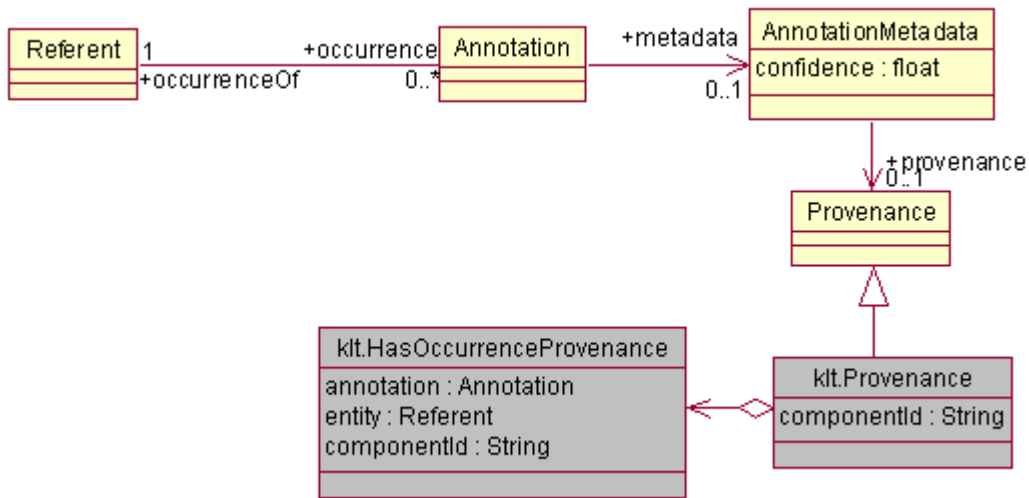 Referent
1
+occurrenceOf
+occurrence
0..*
Annotation
+metadata
0..1
AnnotationMetadata
confidence : float
+provenance
0..1
Provenance
klt.HasOccurrenceProvenance
annotation : Annotation
entity : Referent
componentId : String
klt.Provenance
componentId : String